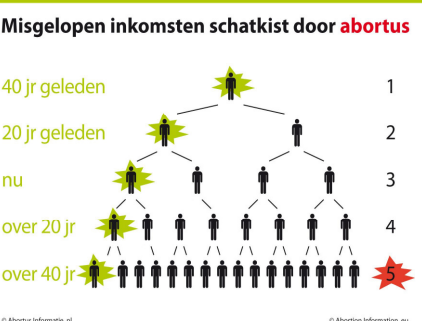 Misgelopen inkomsten schatkist door abortus
40 jr geleden 1
20 jr geleden 2
nu 3
over 20 jr 4
over 40 jr 5
© Abortus Informatie.nl © Abortion Information.eu